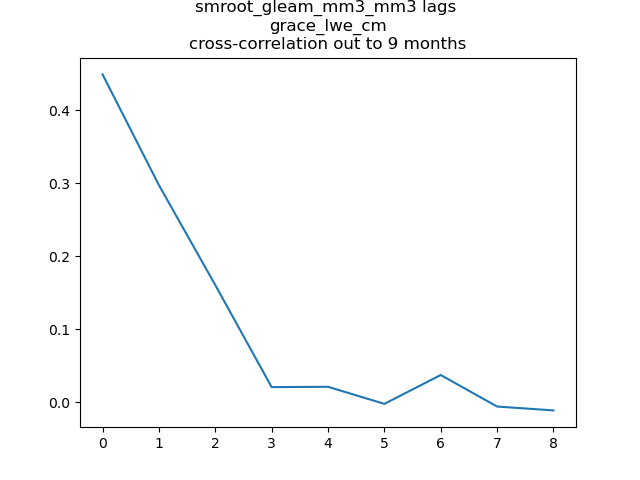 smroot_gleam_mm3_mm3 lags
grace_lwe_cm
cross-correlation out to 9 months
0.4
0.3
0.2
0.1
0.0
0 1 2 3 4 5 6 7 8